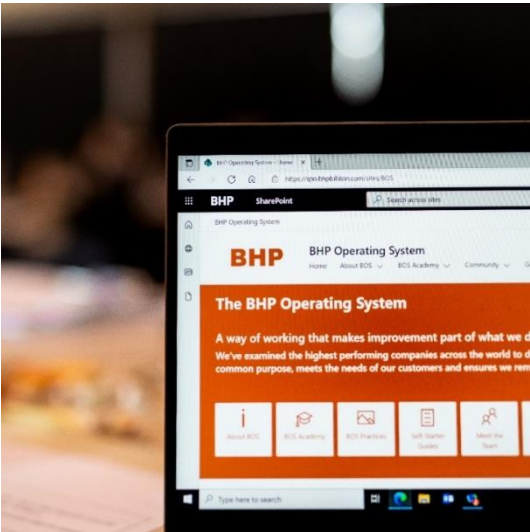 BHP Operating System - Home
https://spo.bhpbilliton.com/sites/BOS
BHP SharePoint Search across sites
BHP Operating System
BHP
BHP Operating System
Home About BOS BOS Academy Community
The BHP Operating System
A way of working that makes improvement part of what we d
We've examined the highest performing companies across the world to d
common purpose, meets the needs of our customers and ensures we rem
About BOS BOS Academy BOS Practices Self-Starter Guides Meet the Team
Type here to search